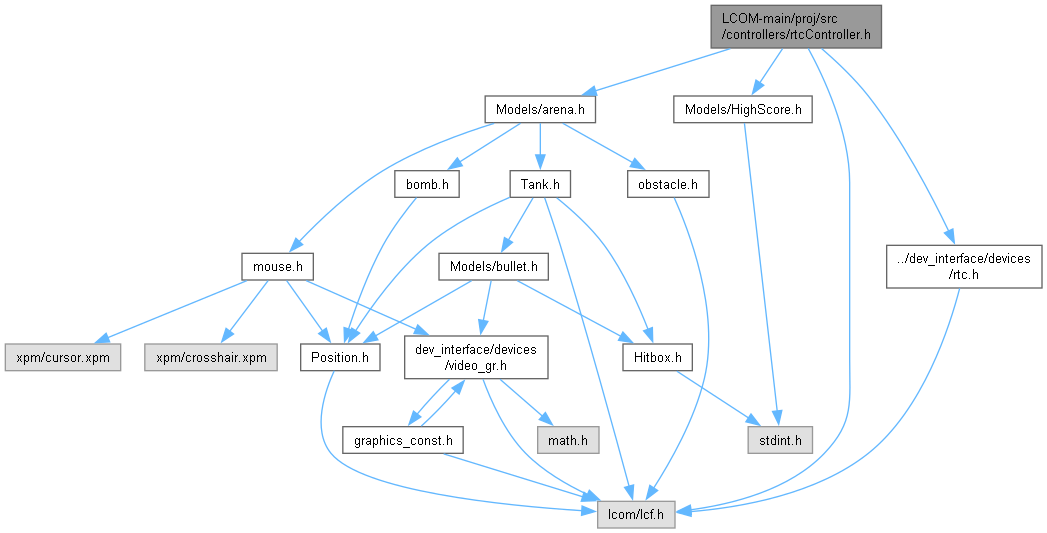 LCOM-main/proj/src
/controllers/rtcController.h
Models/arena.h
Models/HighScore.h
bomb.h
Tank.h
obstacle.h
mouse.h
Models/bullet.h
../dev_interface/devices
/rtc.h
xpm/cursor.xpm
xpm/crosshair.xpm
Position.h
dev_interface/devices
/video_gr.h
Hitbox.h
graphics_const.h
math.h
stdint.h
lcom/lcf.h